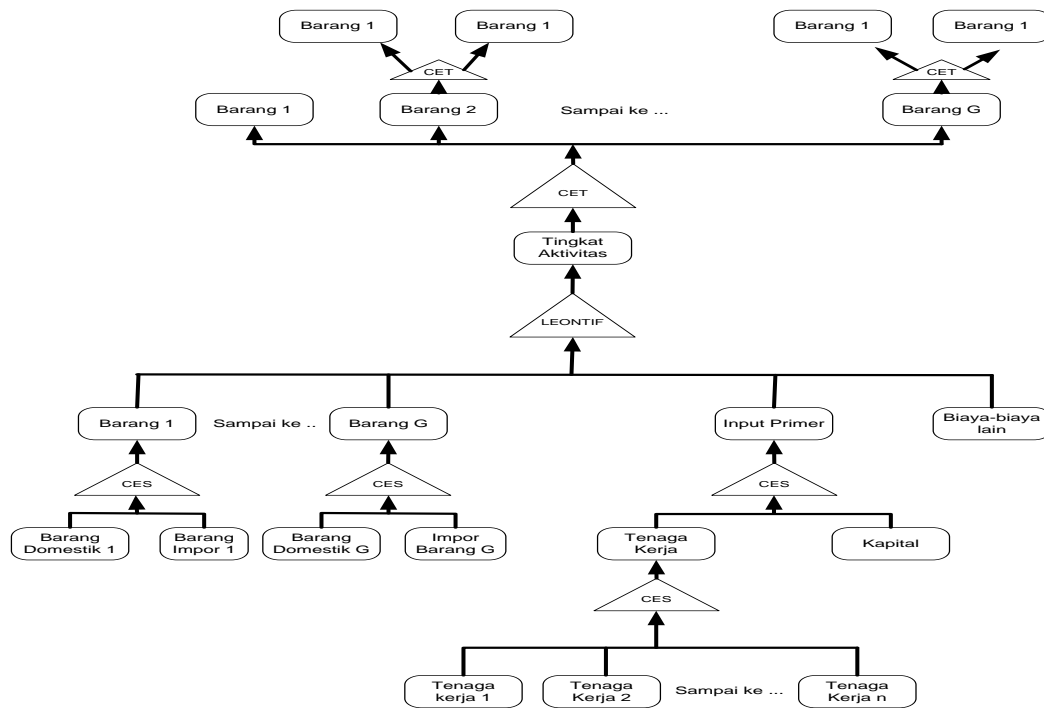 Barang 1
Barang 1
Barang 1
Barang 1
CET
CET
Barang 1
Barang 2
Sampai ke ...
Barang G
CET
Tingkat
Aktivitas
LEONTIF
Barang 1
Sampai ke ..
Barang G
Input Primer
Biaya-biaya
lain
CES
CES
CES
Barang
Domestik 1
Barang
Impor 1
Barang
Domestik G
Impor
Barang G
Tenaga
Kerja
Kapital
CES
Tenaga
kerja 1
Tenaga
Kerja 2
Sampai ke ...
Tenaga
Kerja n